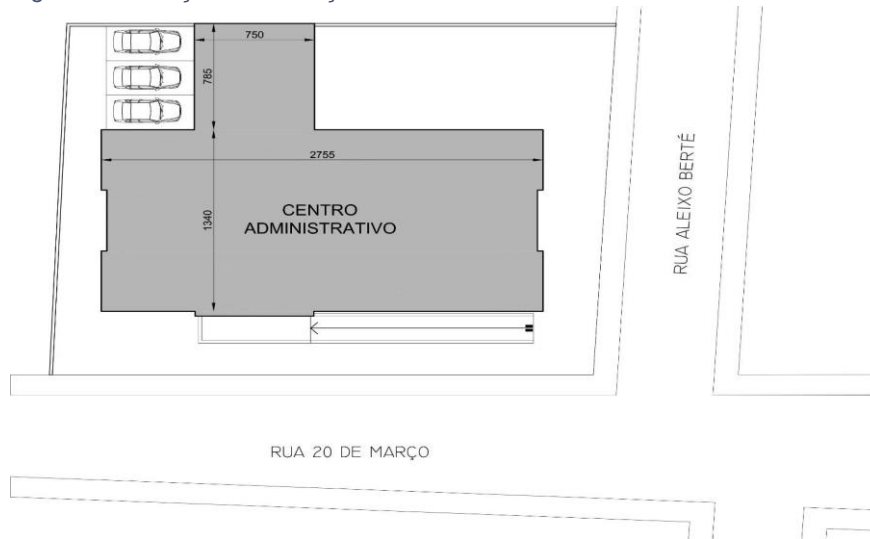 750
785
2755
1340
CENTRO
ADMINISTRATIVO
RUA ALEIXO BERTÉ
RUA 20 DE MARÇO